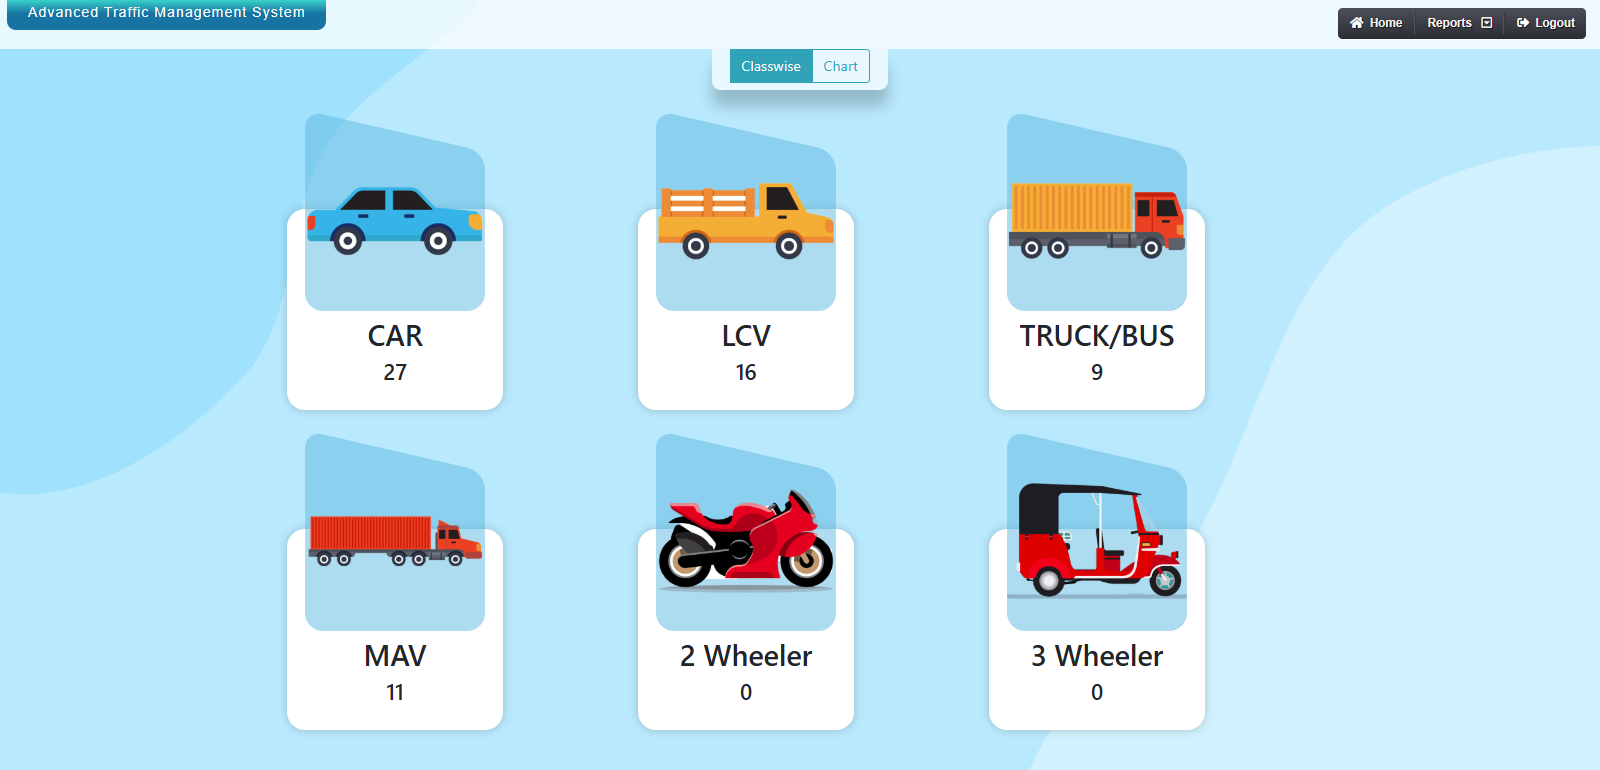 Advanced Traffic Management System
Home Reports Logout
Classwise Chart
CAR
27
LCV
16
TRUCK/BUS
9
MAV
11
2 Wheeler
0
3 Wheeler
0